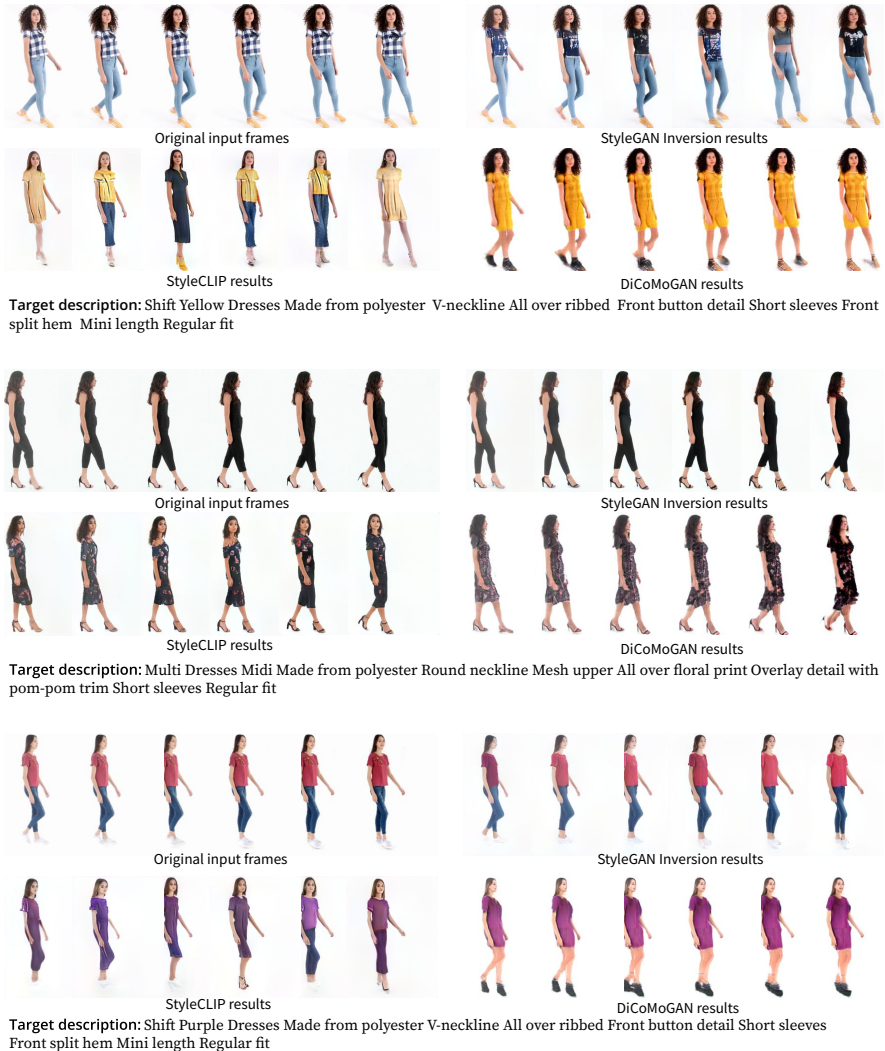 Original input frames
StyleGAN Inversion results
StyleCLIP results
DiCoMoGAN results
Target description: Shift Yellow Dresses Made from polyester V-neckline All over ribbed Front button detail Short sleeves Front
split hem Mini length Regular fit
Original input frames
StyleGAN Inversion results
StyleCLIP results
DiCoMoGAN results
Target description: Multi Dresses Midi Made from polyester Round neckline Mesh upper All over floral print Overlay detail with
pom-pom trim Short sleeves Regular fit
Original input frames
StyleGAN Inversion results
StyleCLIP results
DiCoMoGAN results
Target description: Shift Purple Dresses Made from polyester V-neckline All over ribbed Front button detail Short sleeves
Front split hem Mini length Regular fit